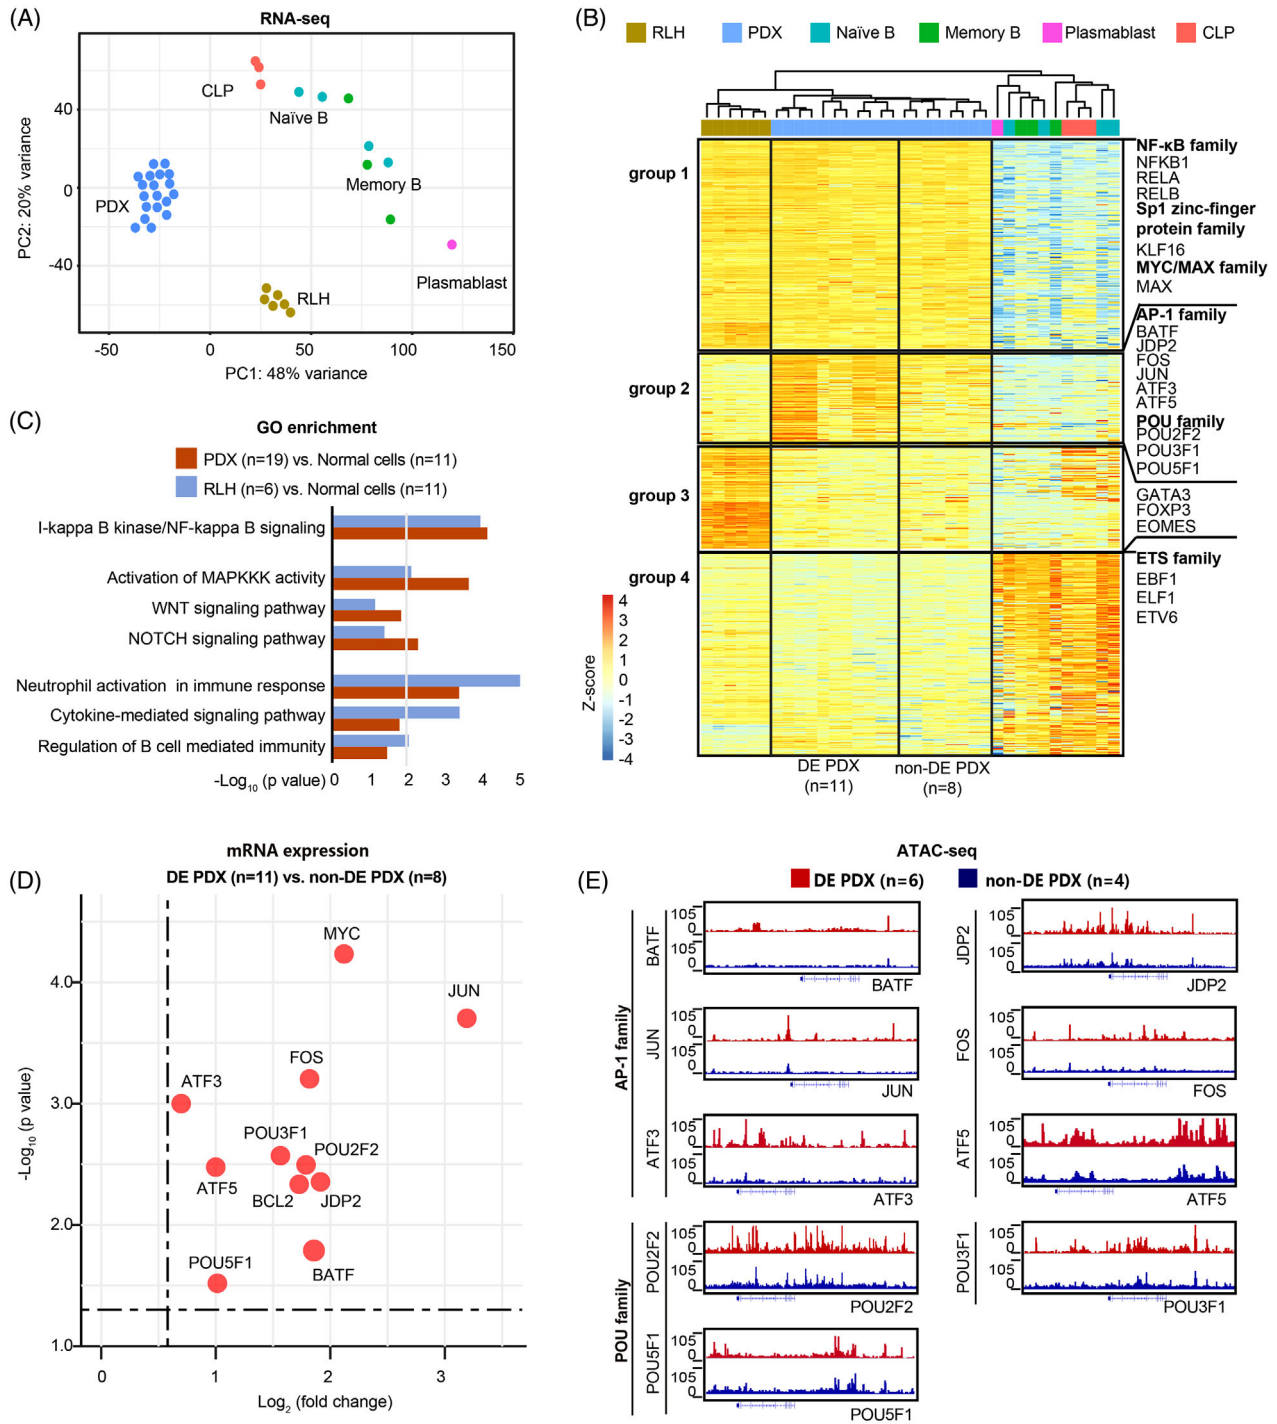 (A)
RNA-seq
PC2: 20% variance
40
0
-40
CLP
Naïve B
Memory B
PDX
RLH
Plasmablast
-50
0
50
100
150
PC1: 48% variance
(B)
RLH
PDX
Naïve B
Memory B
Plasmablast
CLP
group 1
group 2
group 3
group 4
NF-κB family
NFKB1
RELA
RELB
Sp1 zinc-finger
protein family
KLF16
MYC/MAX family
MAX
AP-1 family
BATF
JDP2
FOS
JUN
ATF3
ATF5
POU family
POU2F2
POU3F1
POU5F1
GATA3
FOXP3
EOMES
ETS family
EBF1
ELF1
ETV6
Z-score
4
3
2
1
0
-1
-2
-3
-4
DE PDX
(n=11)
non-DE PDX
(n=8)
(C)
GO enrichment
PDX (n=19) vs. Normal cells (n=11)
RLH (n=6) vs. Normal cells (n=11)
I-kappa B kinase/NF-kappa B signaling
Activation of MAPKKK activity
WNT signaling pathway
NOTCH signaling pathway
Neutrophil activation in immune response
Cytokine-mediated signaling pathway
Regulation of B cell mediated immunity
-Log10 (p value)
0
1
2
3
4
5
(D)
mRNA expression
DE PDX (n=11) vs. non-DE PDX (n=8)
-Log10 (p value)
4.0
3.0
2.0
1.0
MYC
JUN
FOS
ATF3
POU3F1
POU2F2
ATF5
BCL2
JDP2
POU5F1
BATF
0
1
2
3
Log2 (fold change)
(E)
ATAC-seq
DE PDX (n=6)
non-DE PDX (n=4)
AP-1 family
BATF
105
0
105
0
BATF
JDP2
105
0
105
0
JDP2
JUN
105
0
105
0
JUN
FOS
105
0
105
0
FOS
ATF3
105
0
105
0
ATF3
ATF5
105
0
105
0
ATF5
POU family
POU2F2
105
0
105
0
POU2F2
POU3F1
105
0
105
0
POU3F1
POU5F1
105
0
105
0
POU5F1